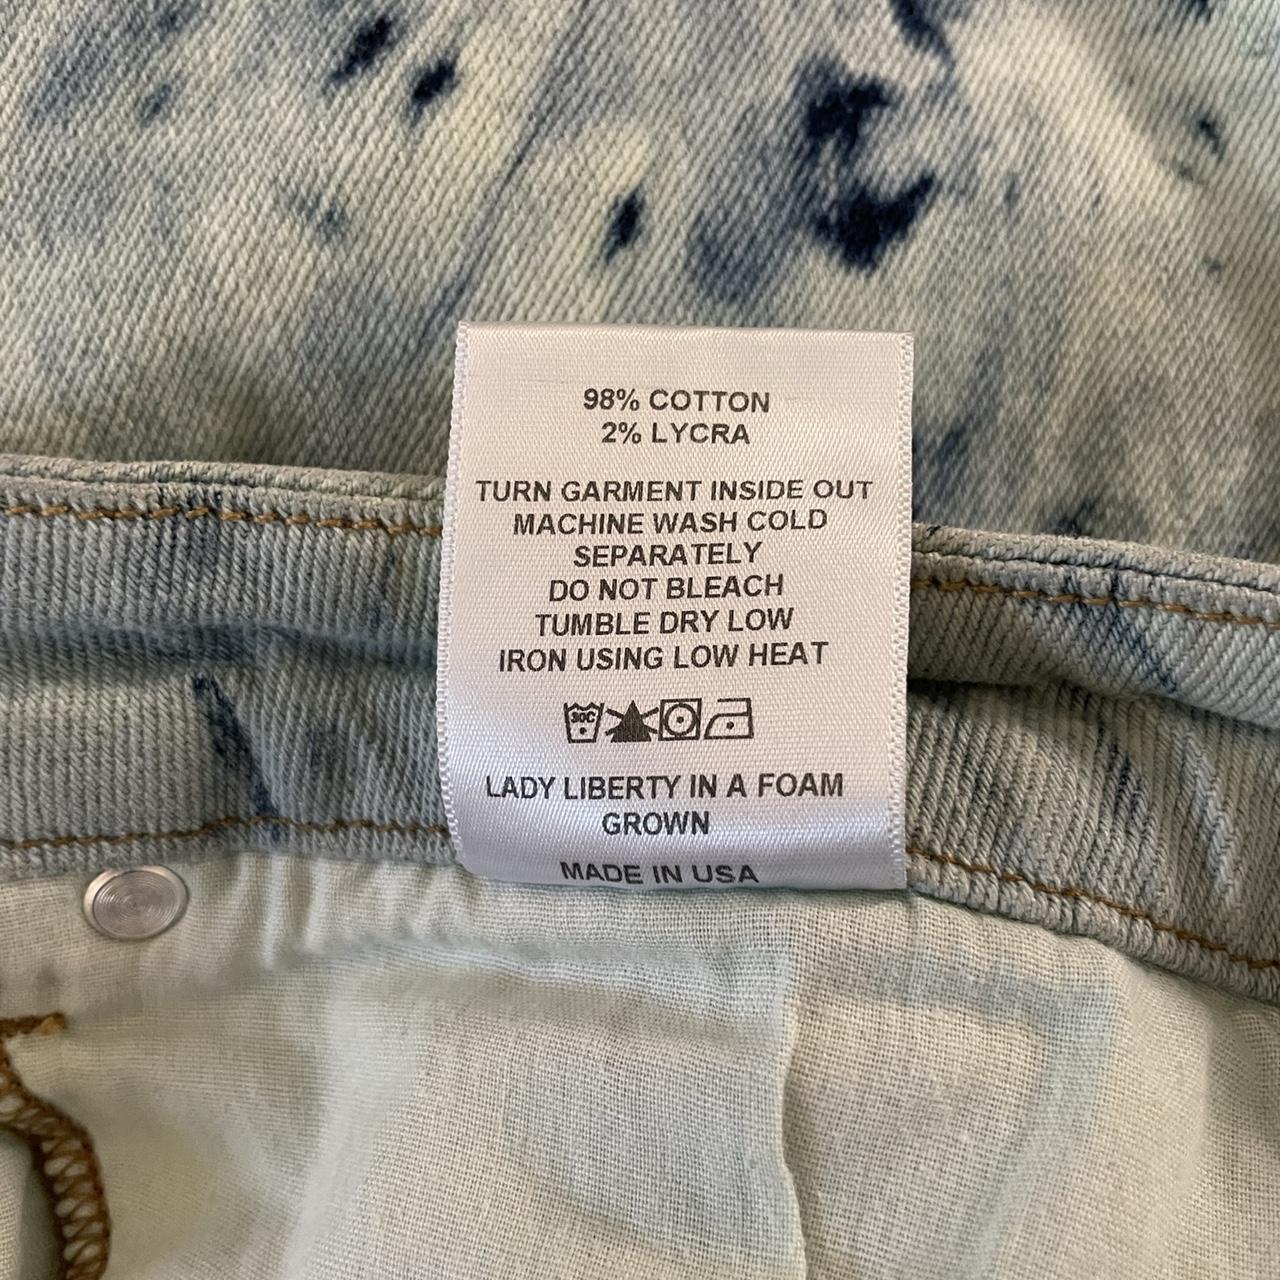 98% COTTON
2% LYCRA
TURN GARMENT INSIDE OUT
MACHINE WASH COLD
SEPARATELY
DO NOT BLEACH
TUMBLE DRY LOW
IRON USING LOW HEAT
30C
LADY LIBERTY IN A FOAM
GROWN
MADE IN USA